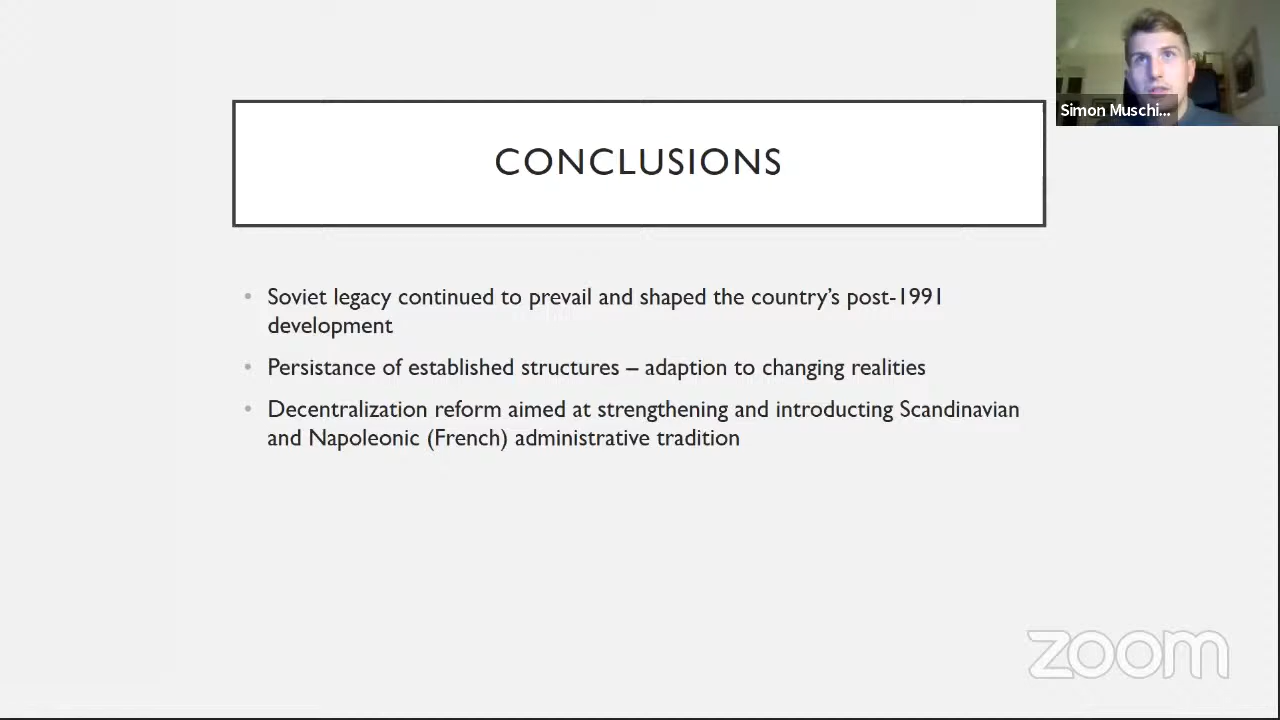 Simon Muschi...
CONCLUSIONS
• Soviet legacy continued to prevail and shaped the country’s post-1991
development
• Persistance of established structures – adaption to changing realities
• Decentralization reform aimed at strengthening and introducting Scandinavian
and Napoleonic (French) administrative tradition
zoom